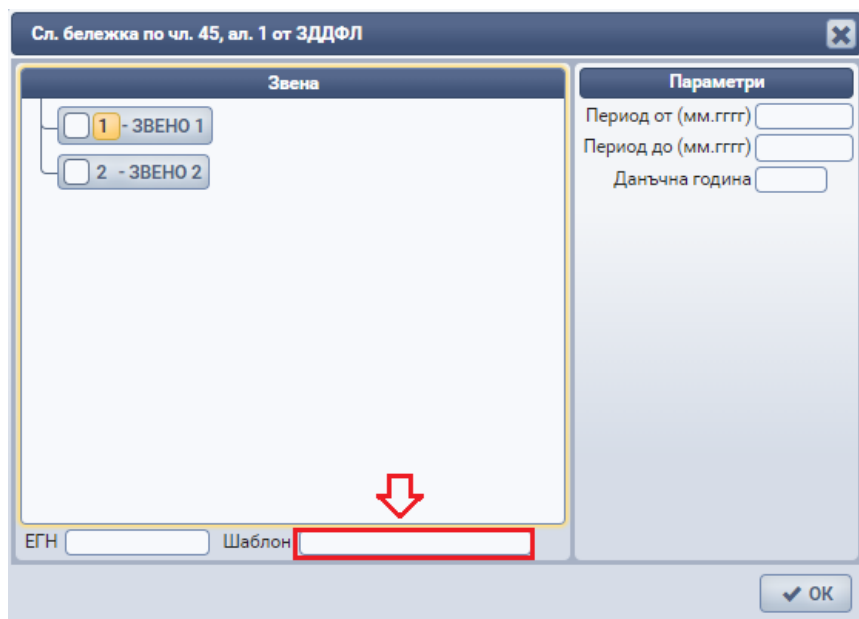 Сл. бележка по чл. 45, ал. 1 от ЗДДФЛ
Звена
1 - ЗВЕНО 1
2 - ЗВЕНО 2
ЕГН
Шаблон
Параметри
Период от (мм.гггг)
Период до (мм.гггг)
Данъчна година
ОК